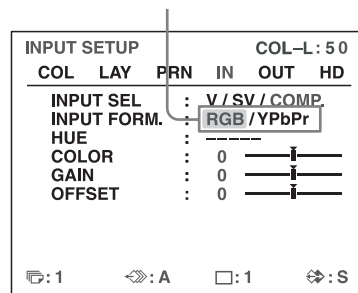 INPUT SETUP COL–L:50
COL LAY PRN IN OUT HD
INPUT SEL : V / SV / COMP.
INPUT FORM. : RGB / YPbPr
HUE : –––––
COLOR : 0
GAIN : 0
OFFSET : 0
:1 :A :1 :S